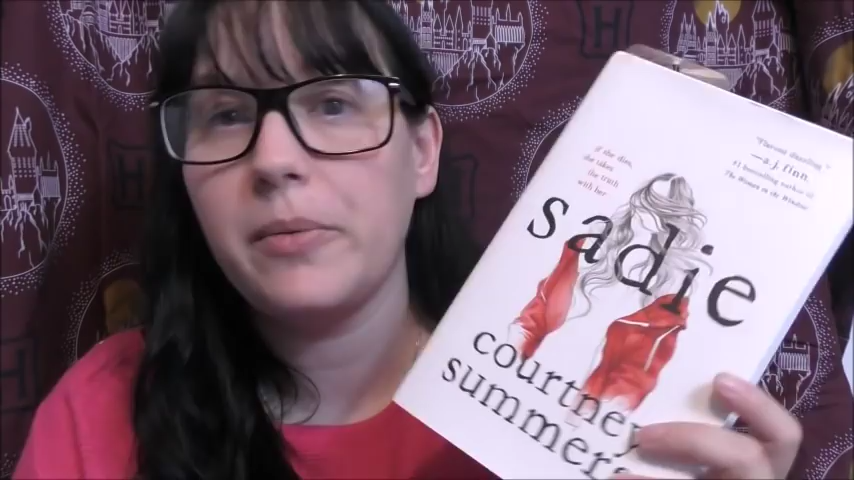 if she dies,
she takes
the truth
with her
"Flat-out dazzling."
—a.j. finn,
#1 bestselling author of
The Woman in the Window
sadie
courtney
summers
H
H
H